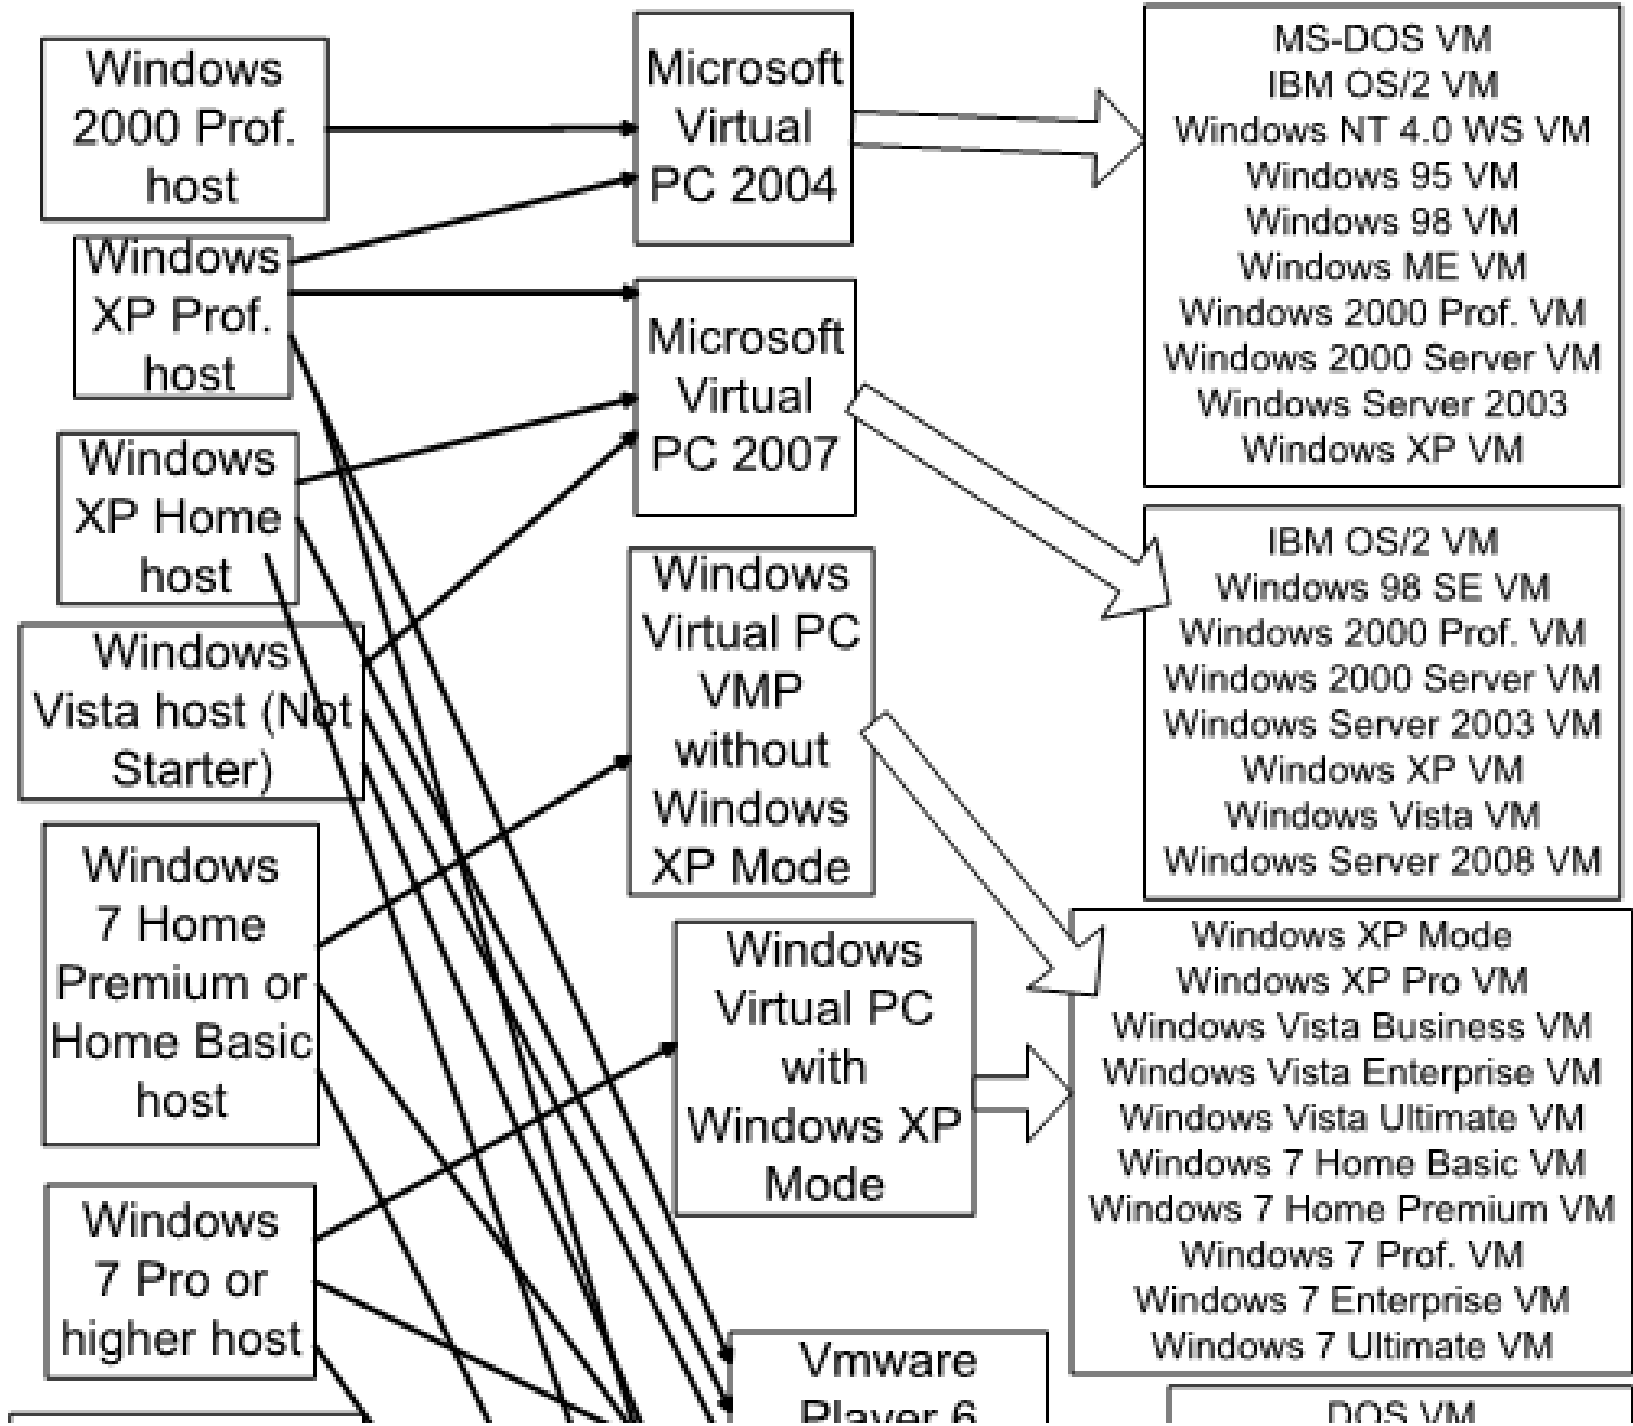 Windows
2000 Prof.
host
Windows
XP Prof.
host
Windows
XP Home
host
Windows
Vista host (Not
Starter)
Windows
7 Home
Premium or
Home Basic
host
Windows
7 Pro or
higher host
Microsoft
Virtual
PC 2004
Microsoft
Virtual
PC 2007
Windows
Virtual PC
VMP
without
Windows
XP Mode
Windows
Virtual PC
with
Windows XP
Mode
Vmware
Player 6
MS-DOS VM
IBM OS/2 VM
Windows NT 4.0 WS VM
Windows 95 VM
Windows 98 VM
Windows ME VM
Windows 2000 Prof. VM
Windows 2000 Server VM
Windows Server 2003
Windows XP VM
IBM OS/2 VM
Windows 98 SE VM
Windows 2000 Prof. VM
Windows 2000 Server VM
Windows Server 2003 VM
Windows XP VM
Windows Vista VM
Windows Server 2008 VM
Windows XP Mode
Windows XP Pro VM
Windows Vista Business VM
Windows Vista Enterprise VM
Windows Vista Ultimate VM
Windows 7 Home Basic VM
Windows 7 Home Premium VM
Windows 7 Prof. VM
Windows 7 Enterprise VM
Windows 7 Ultimate VM
DOS VM